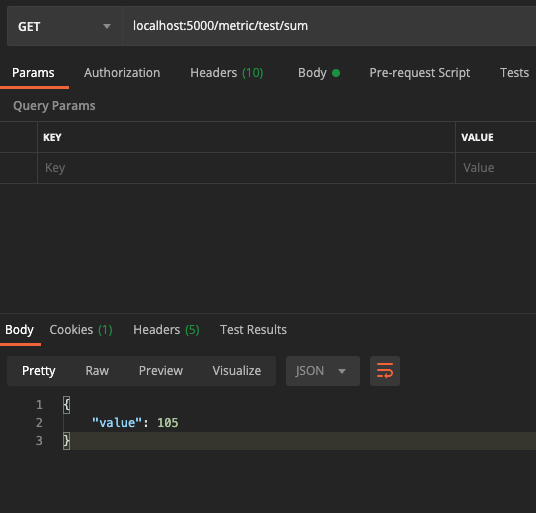 GET localhost:5000/metric/test/sum
Params Authorization Headers (10) Body Pre-request Script Tests
Query Params
KEY VALUE
Key Value
Body Cookies (1) Headers (5) Test Results
Pretty Raw Preview Visualize JSON
1 {
2 "value": 105
3 }